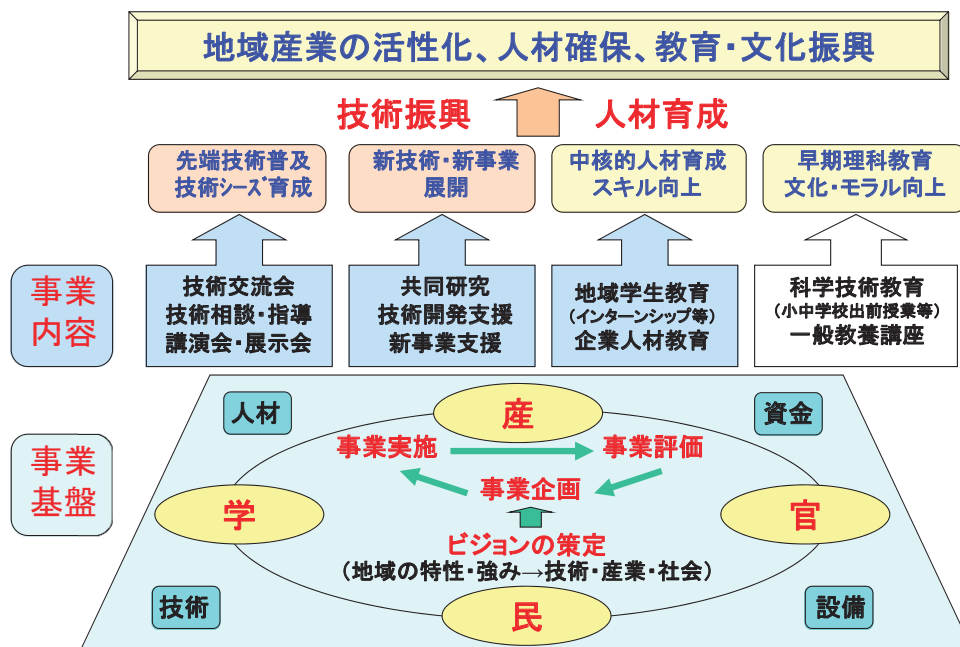 地域産業の活性化、人材確保、教育・文化振興
技術振興
人材育成
先端技術普及
技術シーズ育成
新技術・新事業
展開
中核的人材育成
スキル向上
早期理科教育
文化・モラル向上
事業
内容
技術交流会
技術相談・指導
講演会・展示会
共同研究
技術開発支援
新事業支援
地域学生教育
(インターンシップ等)
企業人材教育
科学技術教育
(小中学校出前授業等)
一般教養講座
事業
基盤
人材
産
資金
事業実施
事業評価
事業企画
学
官
ビジョンの策定
(地域の特性・強み→技術・産業・社会)
技術
民
設備